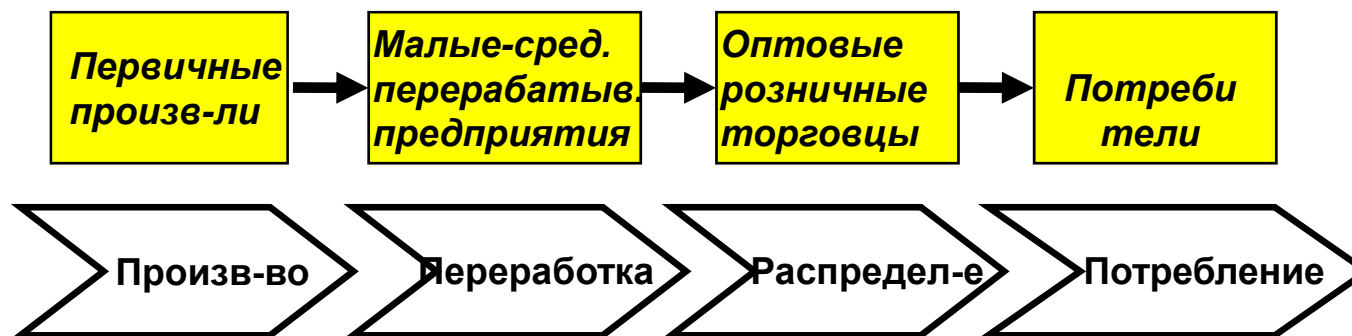 Первичные
произв-ли
Малые-сред.
перерабатыв.
предприятия
Оптовые
розничные
торговцы
Потреби
тели
Произв-во
Переработка
Распредел-е
Потребление